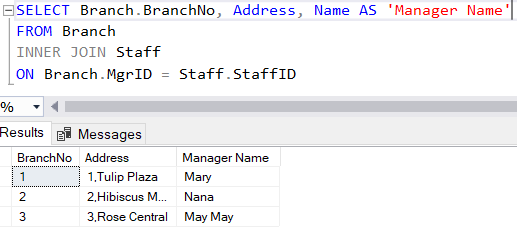 SELECT Branch.BranchNo, Address, Name AS 'Manager Name'
FROM Branch
INNER JOIN Staff
ON Branch.MgrID = Staff.StaffID
%
Results Messages
BranchNo Address Manager Name
1 1,Tulip Plaza Mary
2 2,Hibiscus M... Nana
3 3,Rose Central May May